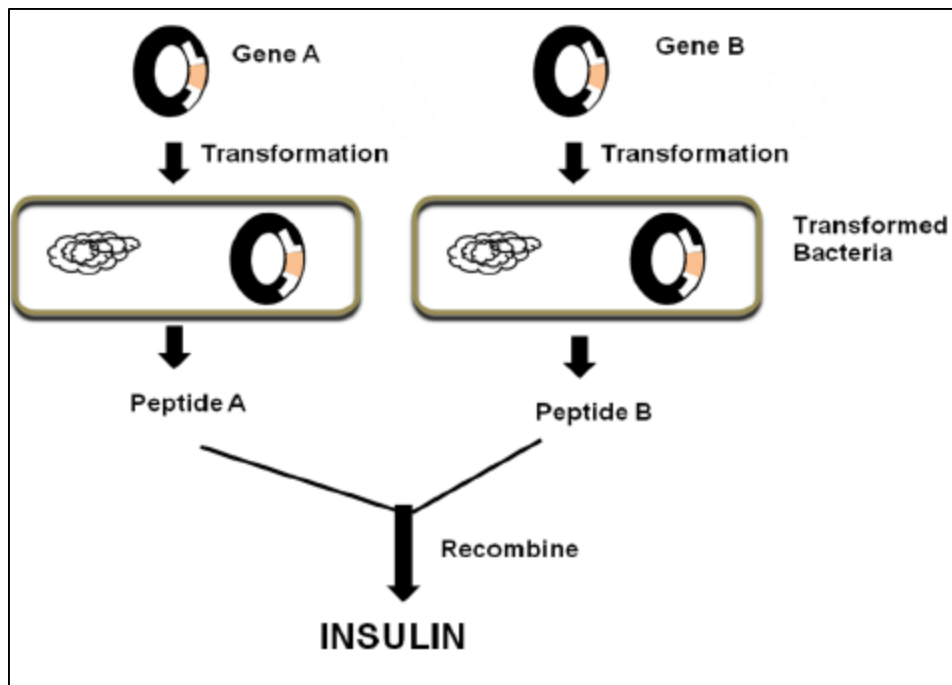 Gene A
Gene B
Transformation
Transformation
Transformed
Bacteria
Peptide A
Peptide B
Recombine
INSULIN